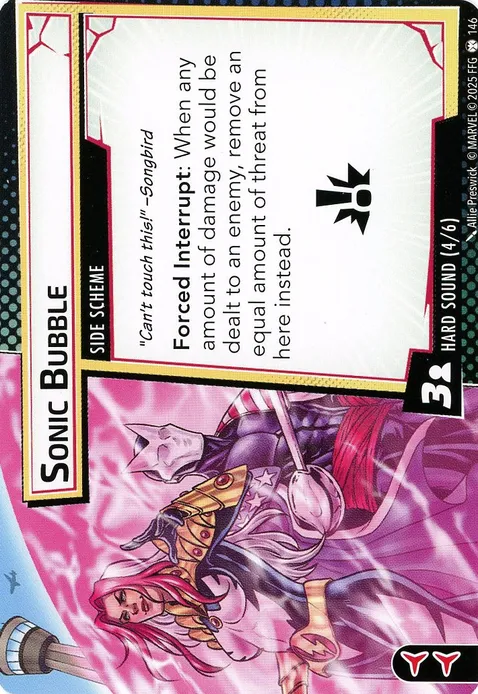 SONIC BUBBLE
SIDE SCHEME
"Can't touch this!" –Songbird
Forced Interrupt: When any
amount of damage would be
dealt to an enemy, remove an
equal amount of threat from
here instead.
3
HARD SOUND (4/6)
Allie Preswick © MARVEL © 2025 FFG 146